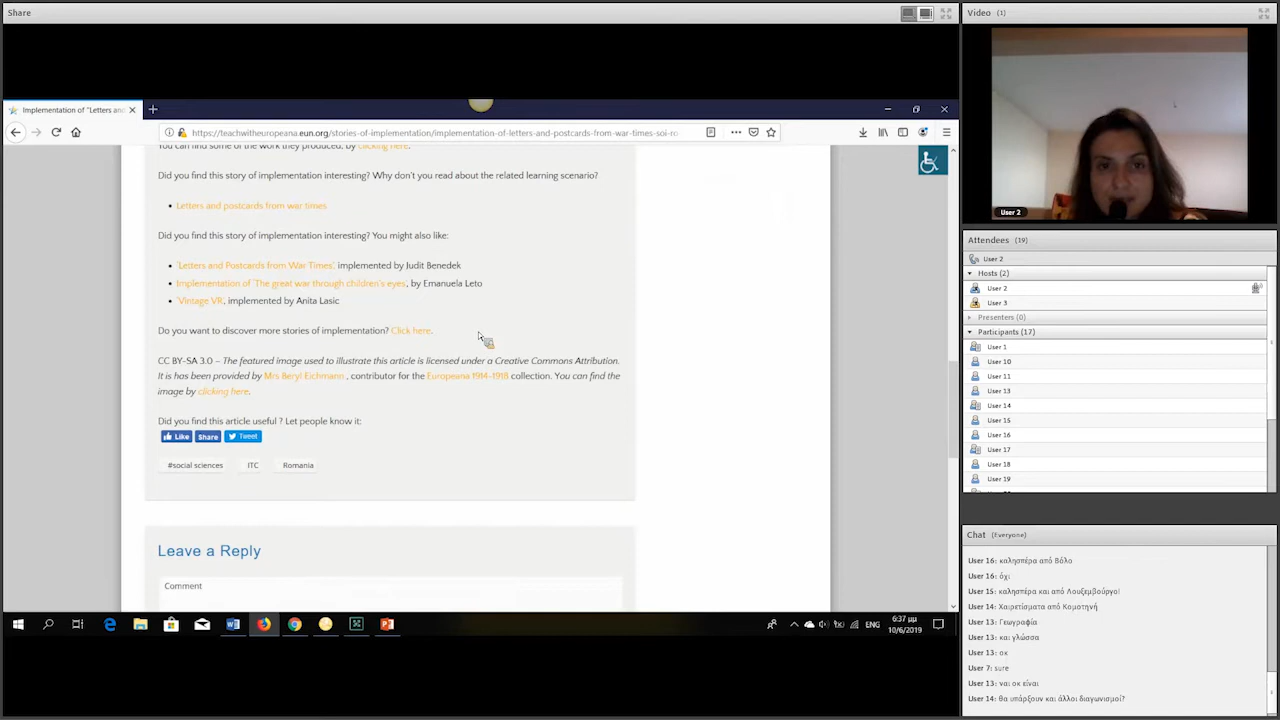 Share
Implementation of "Letters and
https://teachwitheuropeana.eun.org/stories-of-implementation/implementation-of-letters-and-postcards-from-war-times-soi-ro
You can find some of the work they produced, by clicking here.
Did you find this story of implementation interesting? Why don't you read about the related learning scenario?
• Letters and postcards from war times
Did you find this story of implementation interesting? You might also like:
• 'Letters and Postcards from War Times', implemented by Judit Benedek
• Implementation of 'The great war through children's eyes', by Emanuela Leto
• 'Vintage VR, implemented by Anita Lasic
Do you want to discover more stories of implementation? Click here.
CC BY-SA 3.0 – The featured image used to illustrate this article is licensed under a Creative Commons Attribution.
It is has been provided by Mrs Beryl Eichmann , contributor for the Europeana 1914-1918 collection. You can find the
image by clicking here.
Did you find this article useful ? Let people know it:
Like Share Tweet
#social sciences ITC Romania
Leave a Reply
Comment
ENG
6:37 μμ
10/6/2019
Video (1)
User 2
Attendees (19)
User 2
Hosts (2)
User 2
User 3
Presenters (0)
Participants (17)
User 1
User 10
User 11
User 13
User 14
User 15
User 16
User 17
User 18
User 19
Chat (Everyone)
User 16: καλησπέρα από Βόλο
User 16: όχι
User 15: καλησπέρα και από Λουξεμβούργο!
User 14: Χαιρετίσματα από Κομοτηνή
User 13: Γεωγραφία
User 13: και γλώσσα
User 13: οκ
User 7: sure
User 13: ναι οκ είναι
User 14: θα υπάρξουν και άλλοι διαγωνισμοί?